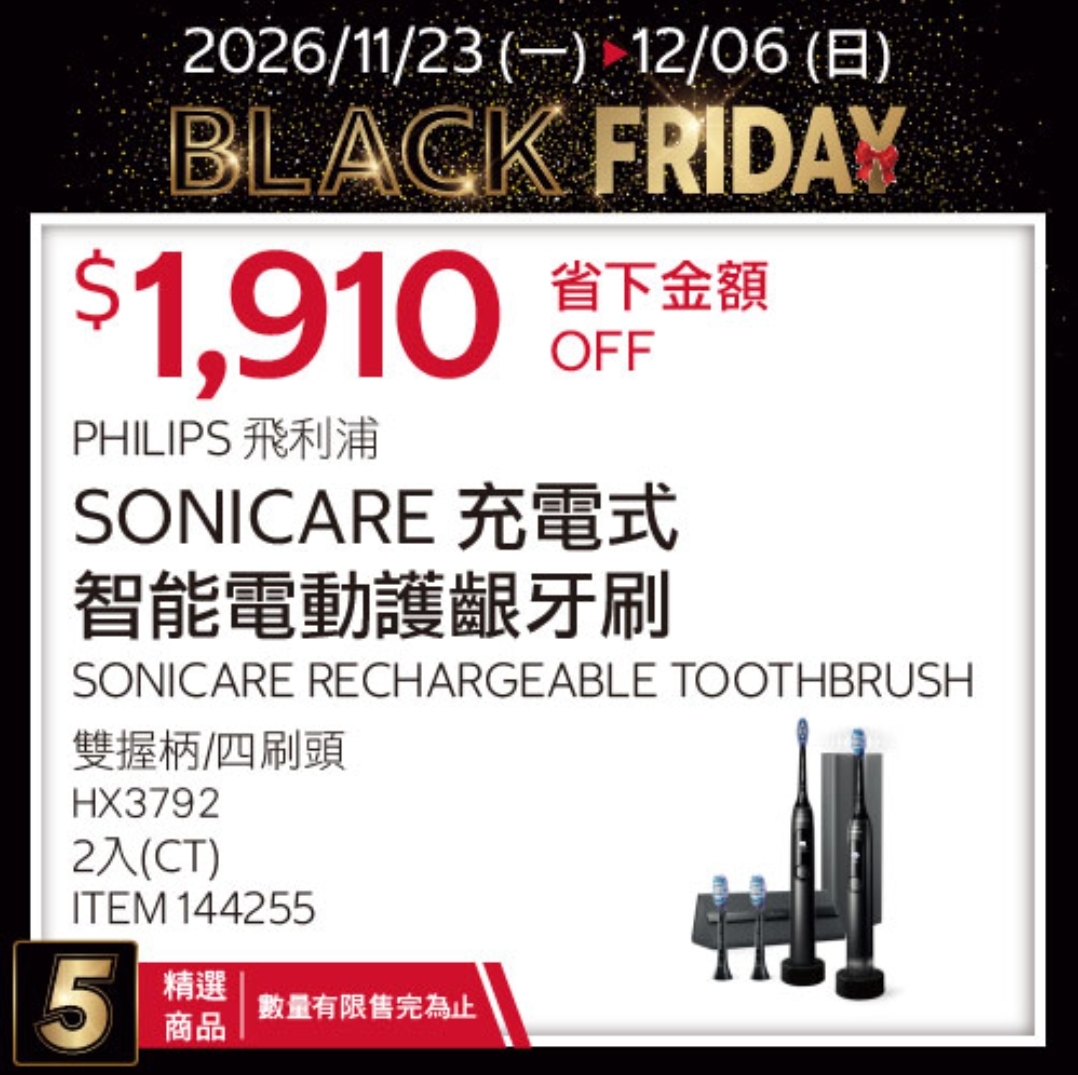 2026/11/23 (一) ▶12/06 (日)
BLACK FRIDAY
$1,910 省下金額
OFF
PHILIPS 飛利浦
SONICARE 充電式
智能電動護齦牙刷
SONICARE RECHARGEABLE TOOTHBRUSH
雙握柄/四刷頭
HX3792
2入(CT)
ITEM 144255
5 精選
商品
數量有限售完為止